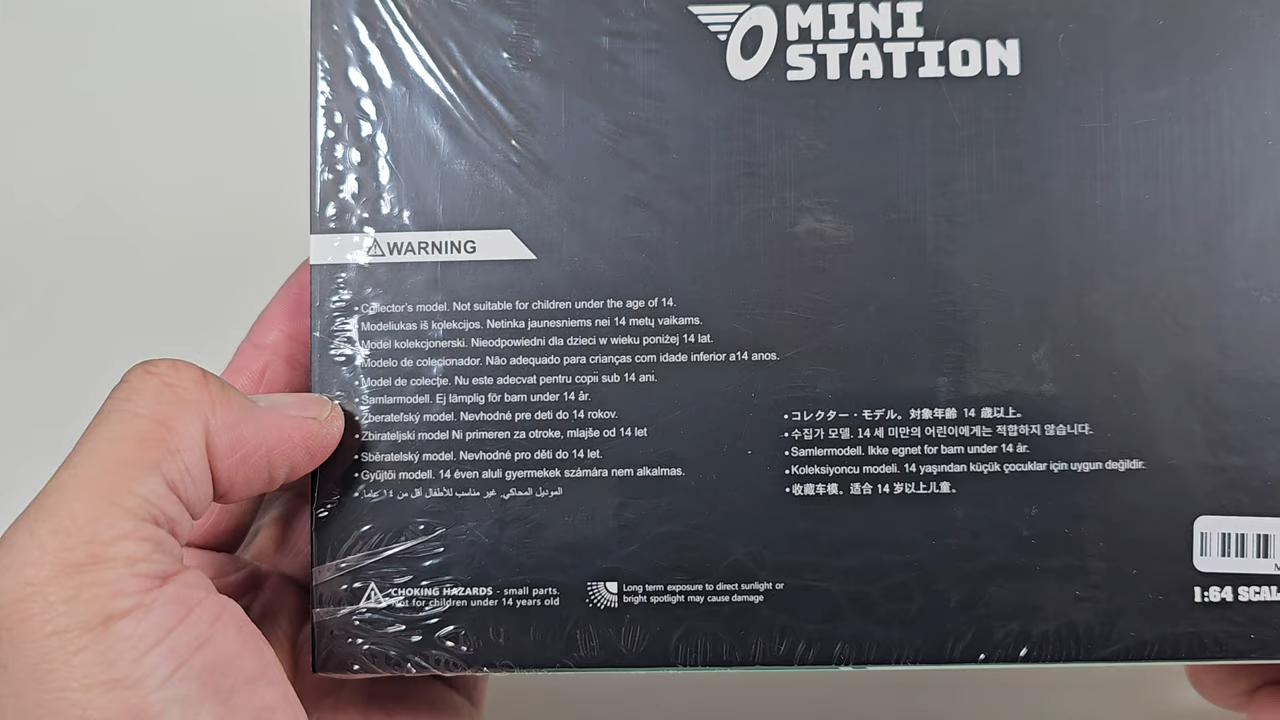 MINI
STATION
WARNING
• Collector's model. Not suitable for children under the age of 14.
• Modeliukas iš kolekcijos. Netinka jaunesniems nei 14 metų vaikams.
• Model kolekcjonerski. Nieodpowiedni dla dzieci w wieku poniżej 14 lat.
• Modelo de colecionador. Não adequado para crianças com idade inferior a14 anos.
• Model de colecție. Nu este adecvat pentru copii sub 14 ani.
• Samlarmodell. Ej lämplig för barn under 14 år.
• Zberateľský model. Nevhodné pre deti do 14 rokov.
• Zbirateljski model Ni primeren za otroke, mlajše od 14 let
• Sběratelský model. Nevhodné pro děti do 14 let.
• Gyűjtői modell. 14 éven aluli gyermekek számára nem alkalmas.
• الموديل المحاكي. غير مناسب للأطفال أقل من ١٤ عاما.
• コレクター・モデル。対象年齢 14 歳以上。
• 수집가 모델. 14 세 미만의 어린이에게는 적합하지 않습니다.
• Samlermodell. Ikke egnet for barn under 14 år.
• Koleksiyoncu modeli. 14 yaşından küçük çocuklar için uygun değildir.
• 收藏车模。适合 14 岁以上儿童。
CHOKING HAZARDS - small parts.
Not for children under 14 years old
Long term exposure to direct sunlight or
bright spotlight may cause damage
1:64